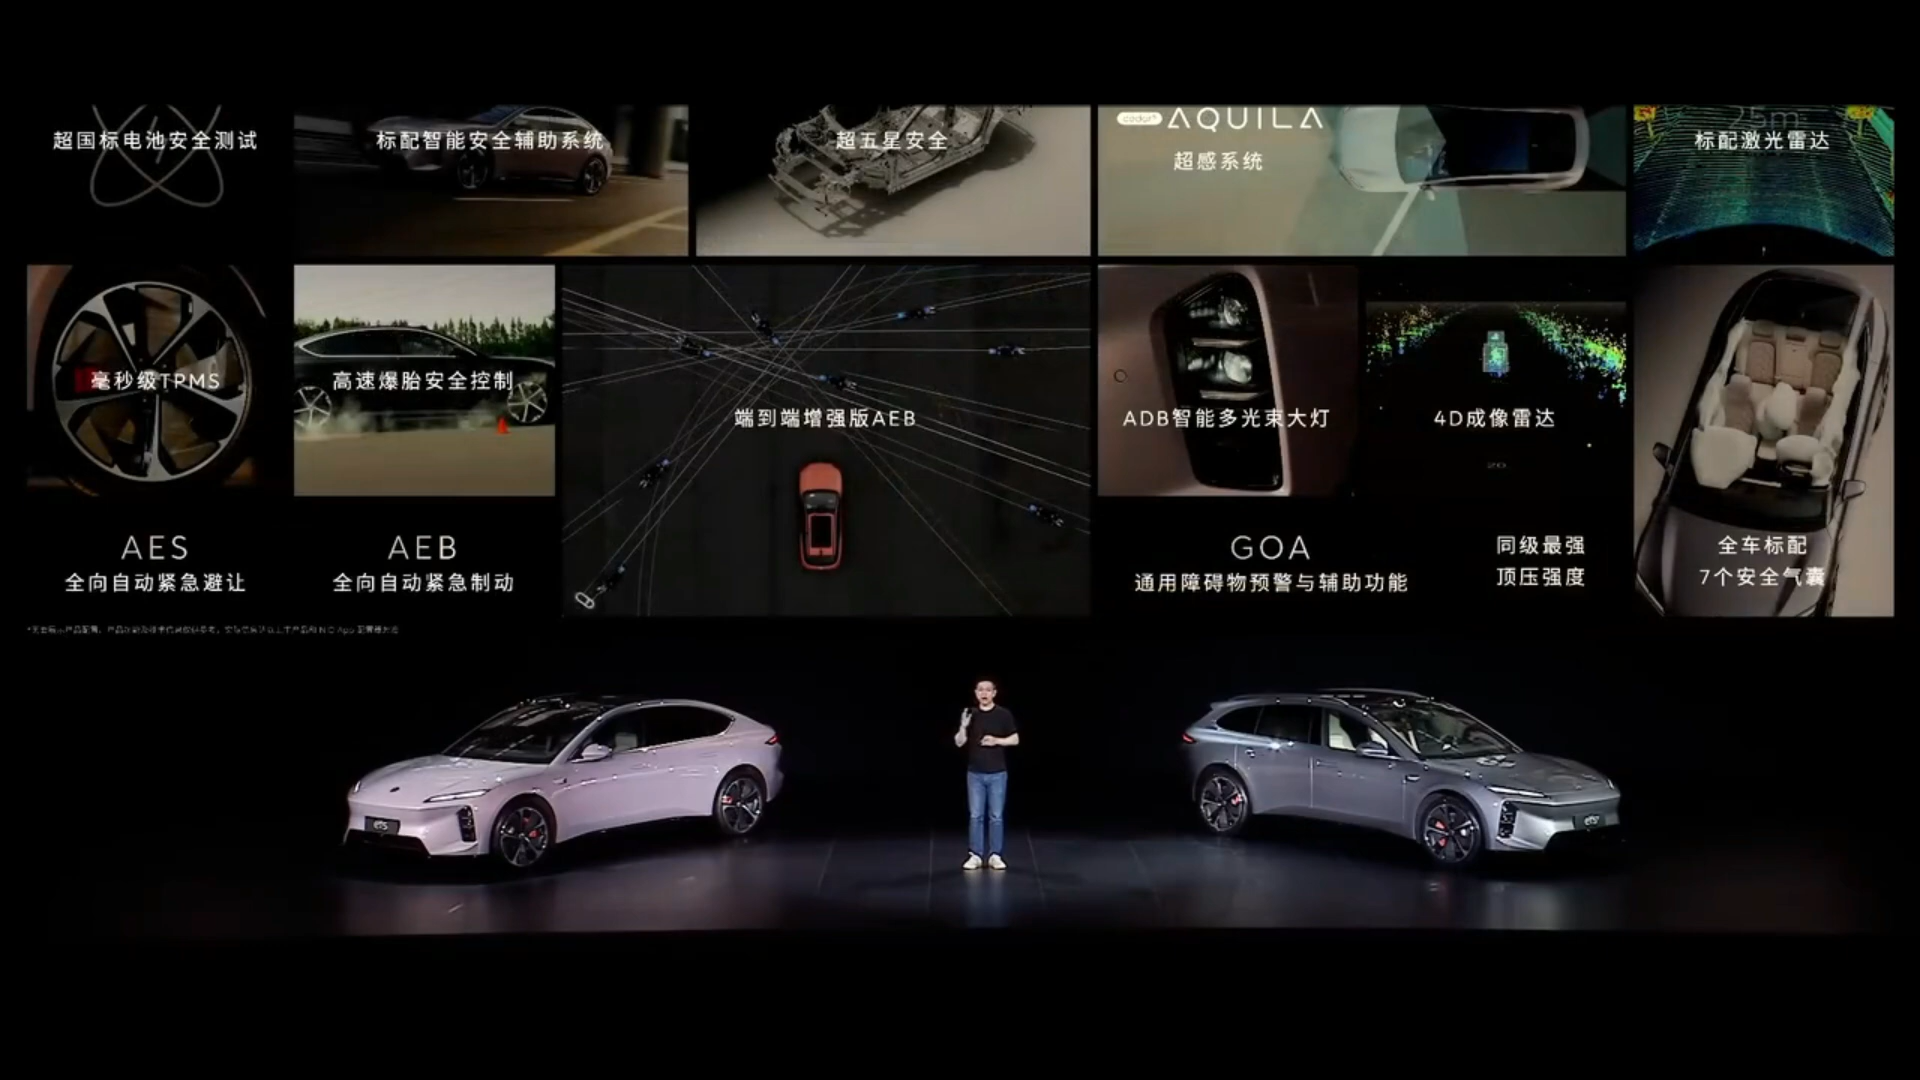 超国标电池安全测试
标配智能安全辅助系统
超五星安全
AQUILA
超感系统
标配激光雷达
25m
毫秒级TPMS
高速爆胎安全控制
端到端增强版AEB
ADB智能多光束大灯
4D成像雷达
AES
全向自动紧急避让
AEB
全向自动紧急制动
GOA
通用障碍物预警与辅助功能
同级最强
顶压强度
全车标配
7个安全气囊
et5
et5